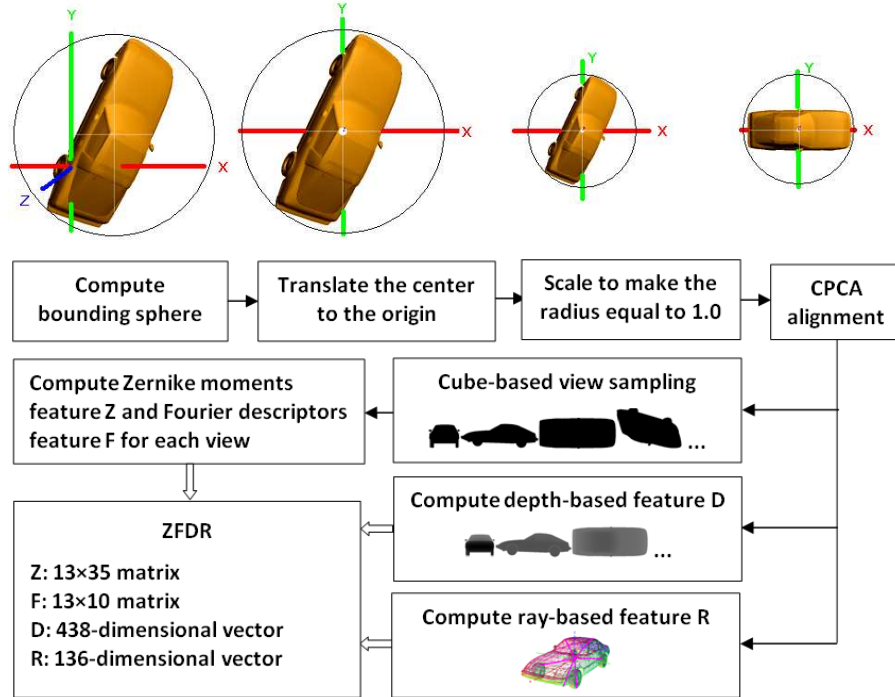 Y
X
Z
Y
X
Y
X
Y
X
Compute
bounding sphere
Translate the center
to the origin
Scale to make the
radius equal to 1.0
CPCA
alignment
Compute Zernike moments
feature Z and Fourier descriptors
feature F for each view
Cube-based view sampling
...
ZFDR
Z: 13×35 matrix
F: 13×10 matrix
D: 438-dimensional vector
R: 136-dimensional vector
Compute depth-based feature D
...
Compute ray-based feature R